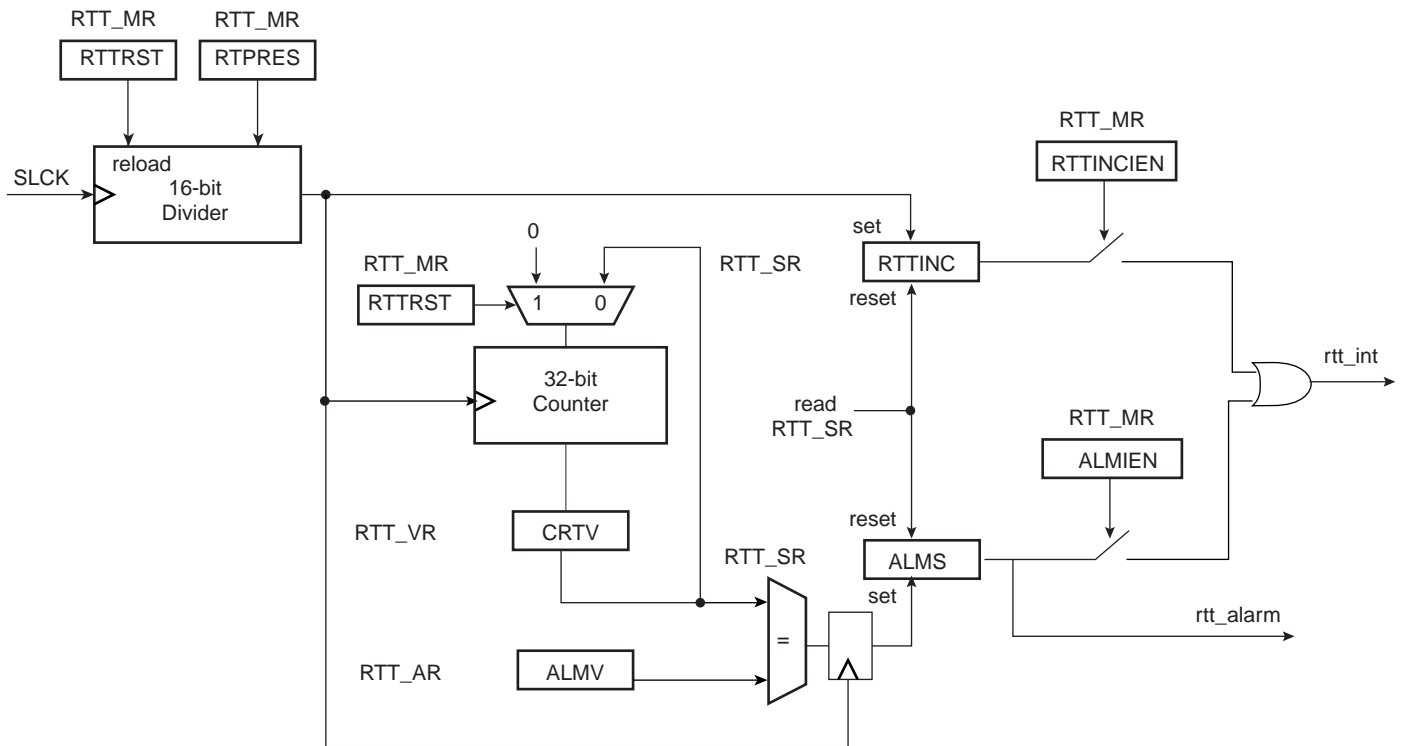 RTT_MR
RTT_MR
RTTRST
RTPRES
RTT_MR
reload
RTTINCIEN
SLCK
16-bit
Divider
set
0
RTT_MR
RTT_SR
RTTINC
RTTRST
1
0
reset
32-bit
Counter
rtt_int
read
RTT_SR
RTT_MR
ALMIEN
reset
RTT_VR
CRTV
RTT_SR
ALMS
set
rtt_alarm
=
RTT_AR
ALMV